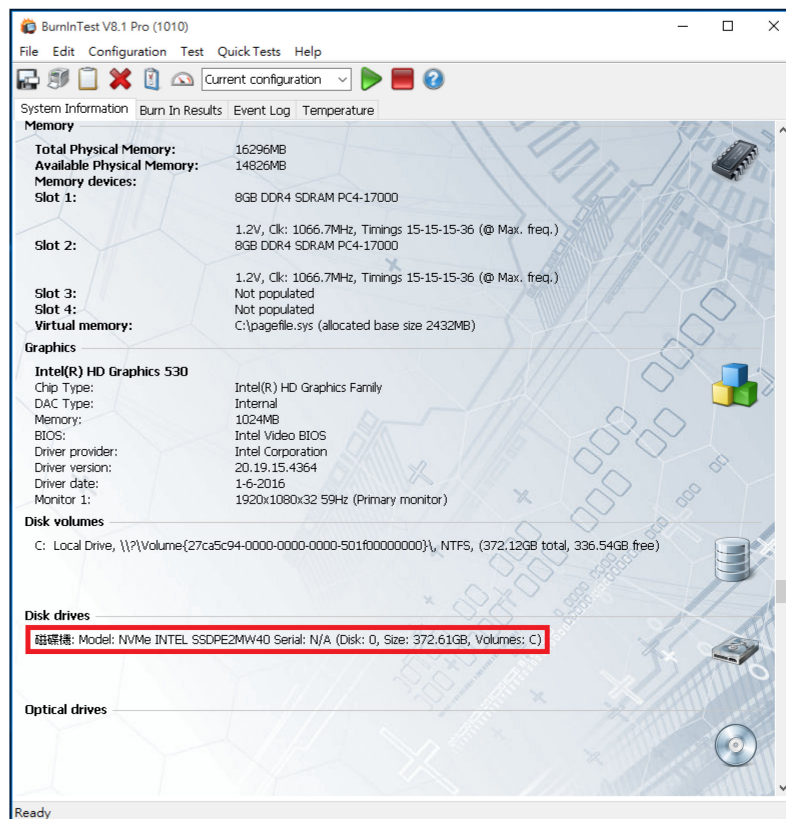 BurnInTest V8.1 Pro (1010)
File Edit Configuration Test Quick Tests Help
Current configuration
System Information Burn In Results Event Log Temperature
Memory
Total Physical Memory: 16296MB
Available Physical Memory: 14826MB
Memory devices:
Slot 1: 8GB DDR4 SDRAM PC4-17000
1.2V, Clk: 1066.7MHz, Timings 15-15-15-36 (@ Max. freq.)
Slot 2: 8GB DDR4 SDRAM PC4-17000
1.2V, Clk: 1066.7MHz, Timings 15-15-15-36 (@ Max. freq.)
Slot 3: Not populated
Slot 4: Not populated
Virtual memory: C:\pagefile.sys (allocated base size 2432MB)
Graphics
Intel(R) HD Graphics 530
Chip Type: Intel(R) HD Graphics Family
DAC Type: Internal
Memory: 1024MB
BIOS: Intel Video BIOS
Driver provider: Intel Corporation
Driver version: 20.19.15.4364
Driver date: 1-6-2016
Monitor 1: 1920x1080x32 59Hz (Primary monitor)
Disk volumes
C: Local Drive, \\?\Volume{27ca5c94-0000-0000-0000-501f00000000}\, NTFS, (372.12GB total, 336.54GB free)
Disk drives
磁碟機: Model: NVMe INTEL SSDPE2MW40 Serial: N/A (Disk: 0, Size: 372.61GB, Volumes: C)
Optical drives
Ready